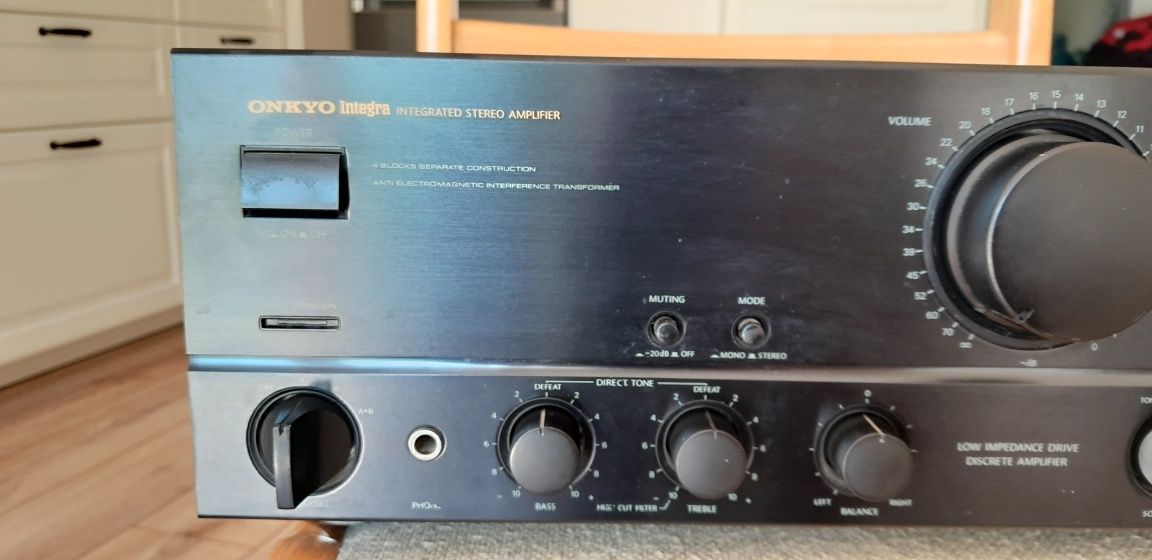 ONKYO Integra INTEGRATED STEREO AMPLIFIER
POWER
4 BLOCKS SEPARATE CONSTRUCTION
ANTI ELECTROMAGNETIC INTERFERENCE TRANSFORMER
ON OFF
VOLUME
17 16 15 14 13
18 12
20 11
22
24
26
30
34
39
45
52
60
70
∞ 0
-dB
MUTING MODE
-20dB OFF MONO STEREO
DEFEAT DIRECT TONE DEFEAT
2 2 2 2 0
4 4 4 4
A+B
6 6 6 6
8 8 8 8
- 10 10 + - 10 10 +
LOW IMPEDANCE DRIVE
DISCRETE AMPLIFIER
LEFT RIGHT
BASS CUT FILTER TREBLE BALANCE